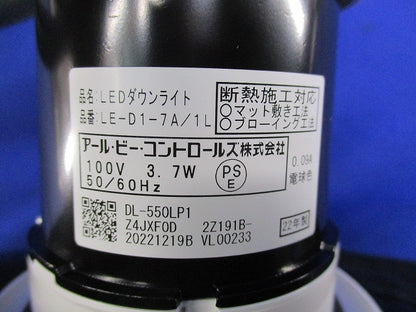 品名:LEDダウンライト
品番:LE-D1-7A/1L
断熱施工対応
○マット敷き工法
○ブローイング工法
アール・ビー・コントロールズ株式会社
100V 3.7W
50/60Hz
PS
E
0.09A
電球色
DL-550LP1
Z4JXF0D 2Z191B-
20221219B VL00233
22年製